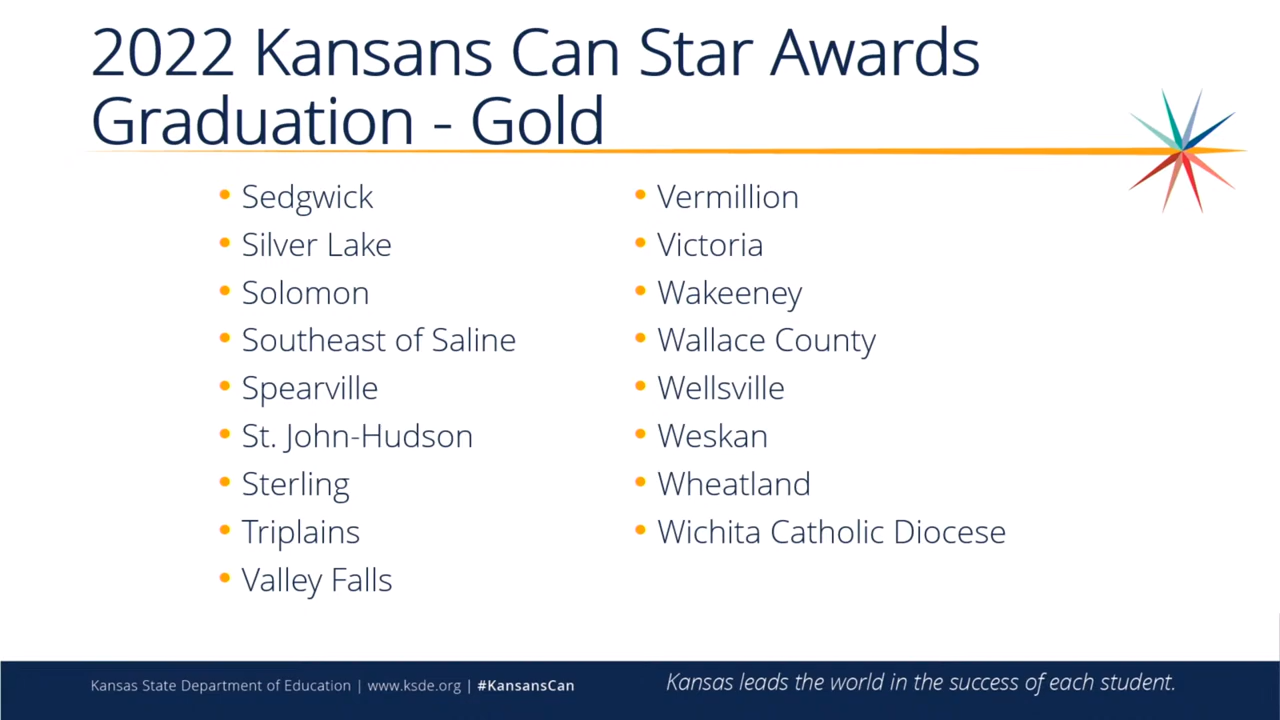 2022 Kansans Can Star Awards
Graduation - Gold
• Sedgwick
• Silver Lake
• Solomon
• Southeast of Saline
• Spearville
• St. John-Hudson
• Sterling
• Triplains
• Valley Falls
• Vermillion
• Victoria
• Wakeeney
• Wallace County
• Wellsville
• Weskan
• Wheatland
• Wichita Catholic Diocese
Kansas State Department of Education | www.ksde.org | #KansansCan
Kansas leads the world in the success of each student.